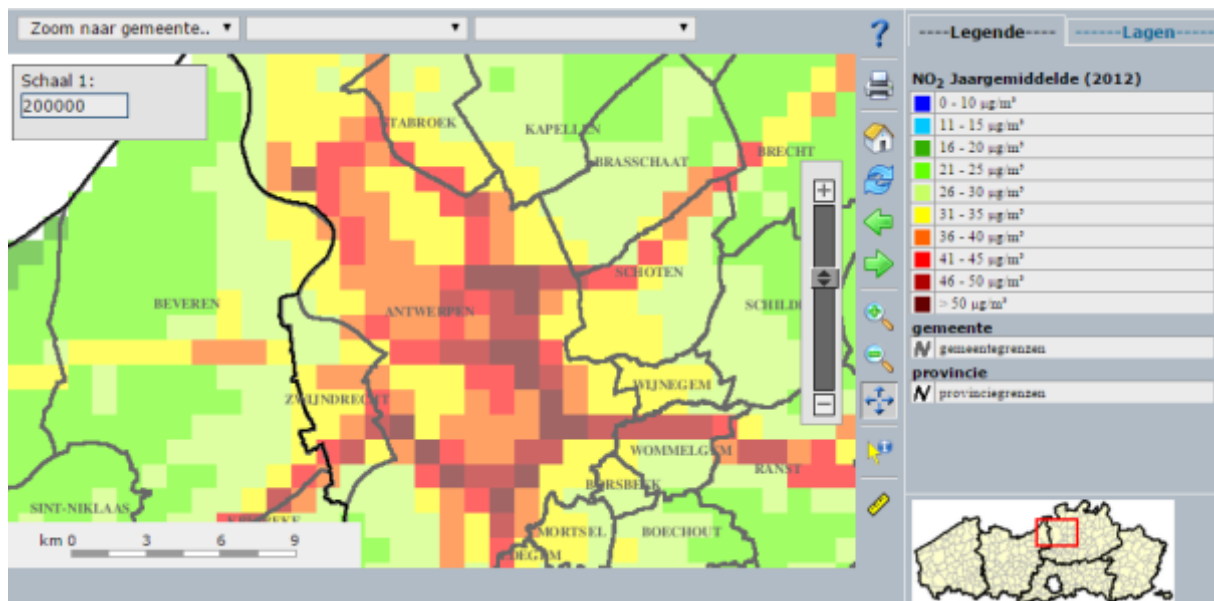 Zoom naar gemeente..
Schaal 1:
200000
----Legende----
------Lagen-----
NO₂ Jaargemiddelde (2012)
0 - 10 µg/m³
11 - 15 µg/m³
16 - 20 µg/m³
21 - 25 µg/m³
26 - 30 µg/m³
31 - 35 µg/m³
36 - 40 µg/m³
41 - 45 µg/m³
46 - 50 µg/m³
> 50 µg/m³
gemeente
gemeentegrenzen
provincie
provinciegrenzen
TABROEK
KAPELLEN
BRASSCHAAT
BRECHT
SCHOTEN
BEVEREN
ANTWERPEN
SCHILD
WIJNEGEM
ZWIJNDRECHT
WOMMELGEM
RANST
BORSBEEK
SINT-NIKLAAS
MORTSEL
BOECHOUT
DEGEM
km 0 3 6 9